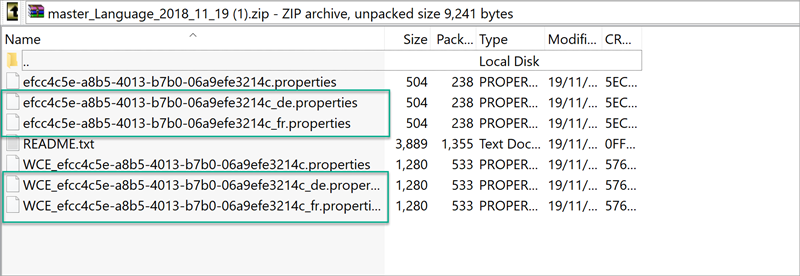 master_Language_2018_11_19 (1).zip - ZIP archive, unpacked size 9,241 bytes
Name Size Pack... Type Modifi... CR...
.. Local Disk
efcc4c5e-a8b5-4013-b7b0-06a9efe3214c.properties 504 238 PROPER... 19/11/... 5EC...
efcc4c5e-a8b5-4013-b7b0-06a9efe3214c_de.properties 504 238 PROPER... 19/11/... 5EC...
efcc4c5e-a8b5-4013-b7b0-06a9efe3214c_fr.properties 504 238 PROPER... 19/11/... 5EC...
README.txt 3,889 1,355 Text Doc... 19/11/... 0FF...
WCE_efcc4c5e-a8b5-4013-b7b0-06a9efe3214c.properties 1,280 533 PROPER... 19/11/... 576...
WCE_efcc4c5e-a8b5-4013-b7b0-06a9efe3214c_de.proper... 1,280 533 PROPER... 19/11/... 576...
WCE_efcc4c5e-a8b5-4013-b7b0-06a9efe3214c_fr.properti... 1,280 533 PROPER... 19/11/... 576...